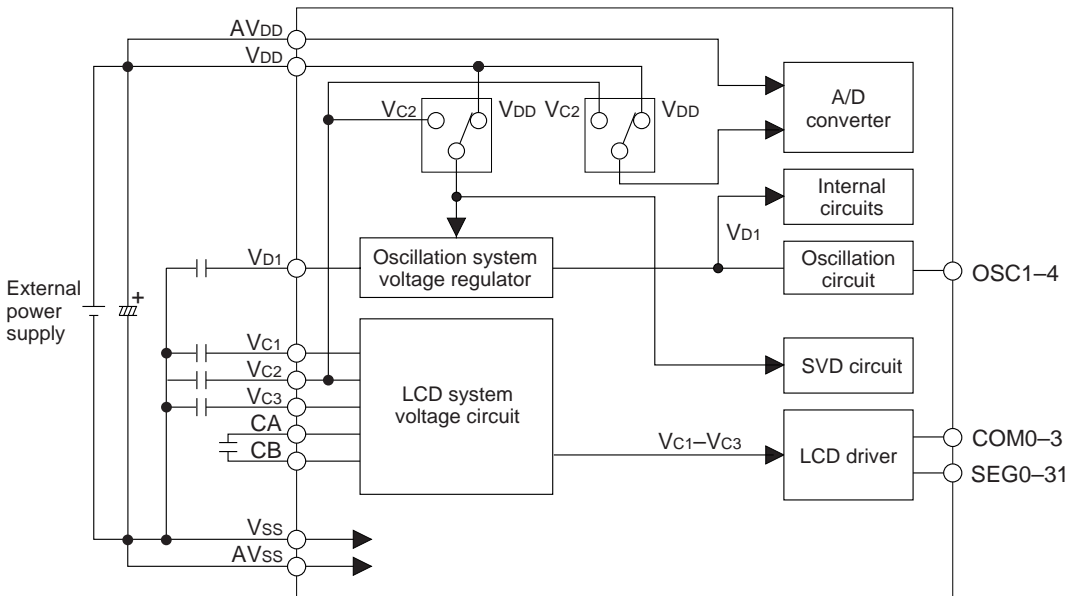 AVDD
VDD
VC2
VDD
VC2
VDD
A/D
converter
Internal
circuits
VD1
VD1
Oscillation system
voltage regulator
Oscillation
circuit
OSC1–4
External
power
supply
+
VC1
VC2
VC3
CA
CB
LCD system
voltage circuit
SVD circuit
VC1–VC3
LCD driver
COM0–3
SEG0–31
VSS
AVSS